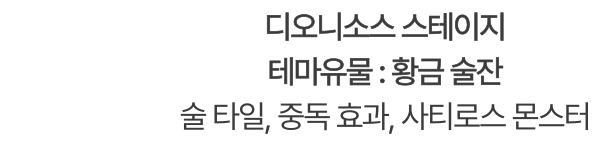 디오니소스 스테이지
테마유물 : 황금 술잔
술 타일, 중독 효과, 사티로스 몬스터